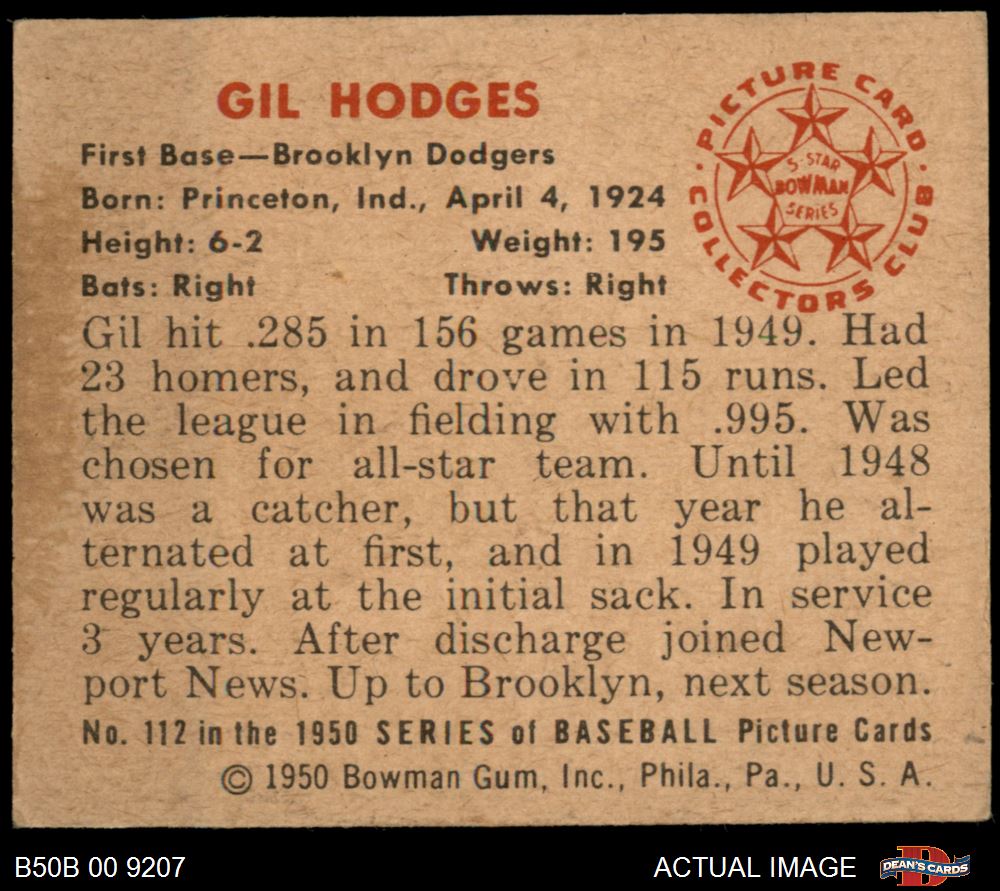 GIL HODGES
First Base—Brooklyn Dodgers
Born: Princeton, Ind., April 4, 1924
Height: 6-2 Weight: 195
Bats: Right Throws: Right
PICTURE CARD
COLLECTORS CLUB
5-STAR
BOWMAN
SERIES
Gil hit .285 in 156 games in 1949. Had
23 homers, and drove in 115 runs. Led
the league in fielding with .995. Was
chosen for all-star team. Until 1948
was a catcher, but that year he al-
ternated at first, and in 1949 played
regularly at the initial sack. In service
3 years. After discharge joined New-
port News. Up to Brooklyn, next season.
No. 112 in the 1950 SERIES of BASEBALL Picture Cards
© 1950 Bowman Gum, Inc., Phila., Pa., U. S. A.
B50B 00 9207
ACTUAL IMAGE
D
DEAN'S CARDS